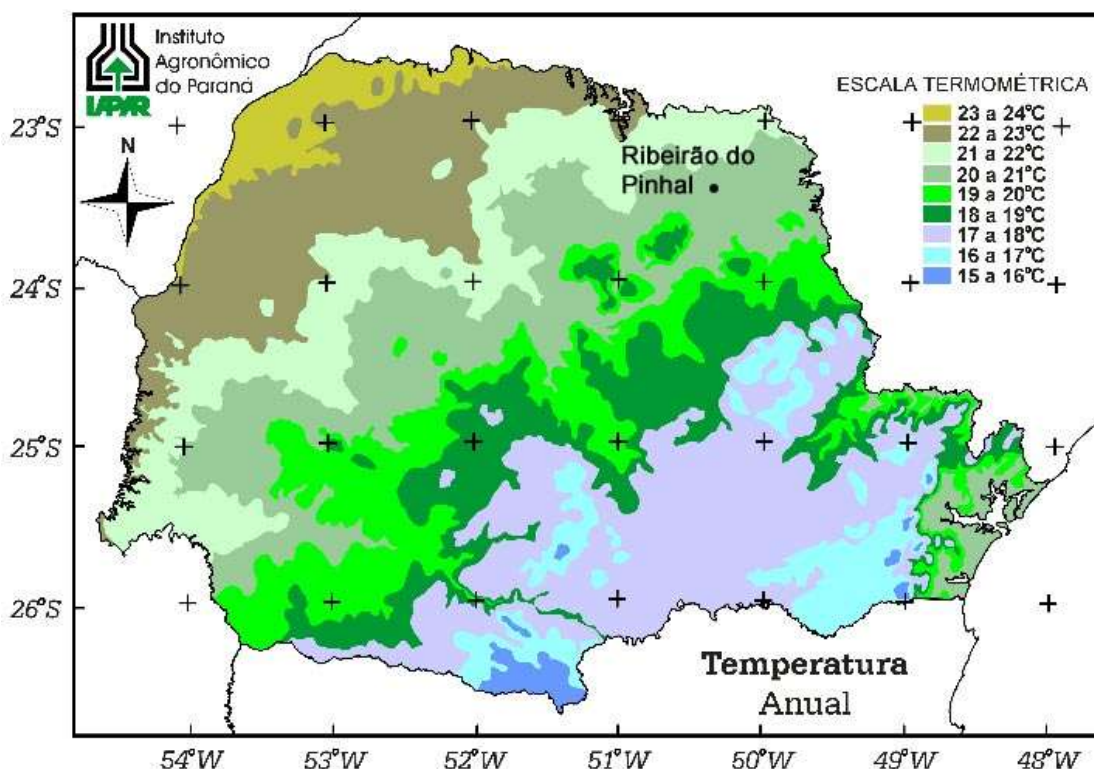 Instituto
Agronômico
do Paraná
IAPAR
N
ESCALA TERMOMÉTRICA
23 a 24°C
22 a 23°C
21 a 22°C
20 a 21°C
19 a 20°C
18 a 19°C
17 a 18°C
16 a 17°C
15 a 16°C
Ribeirão do
Pinhal
23°S
24°S
25°S
26°S
Temperatura
Anual
54°W 53°W 52°W 51°W 50°W 49°W 48°W